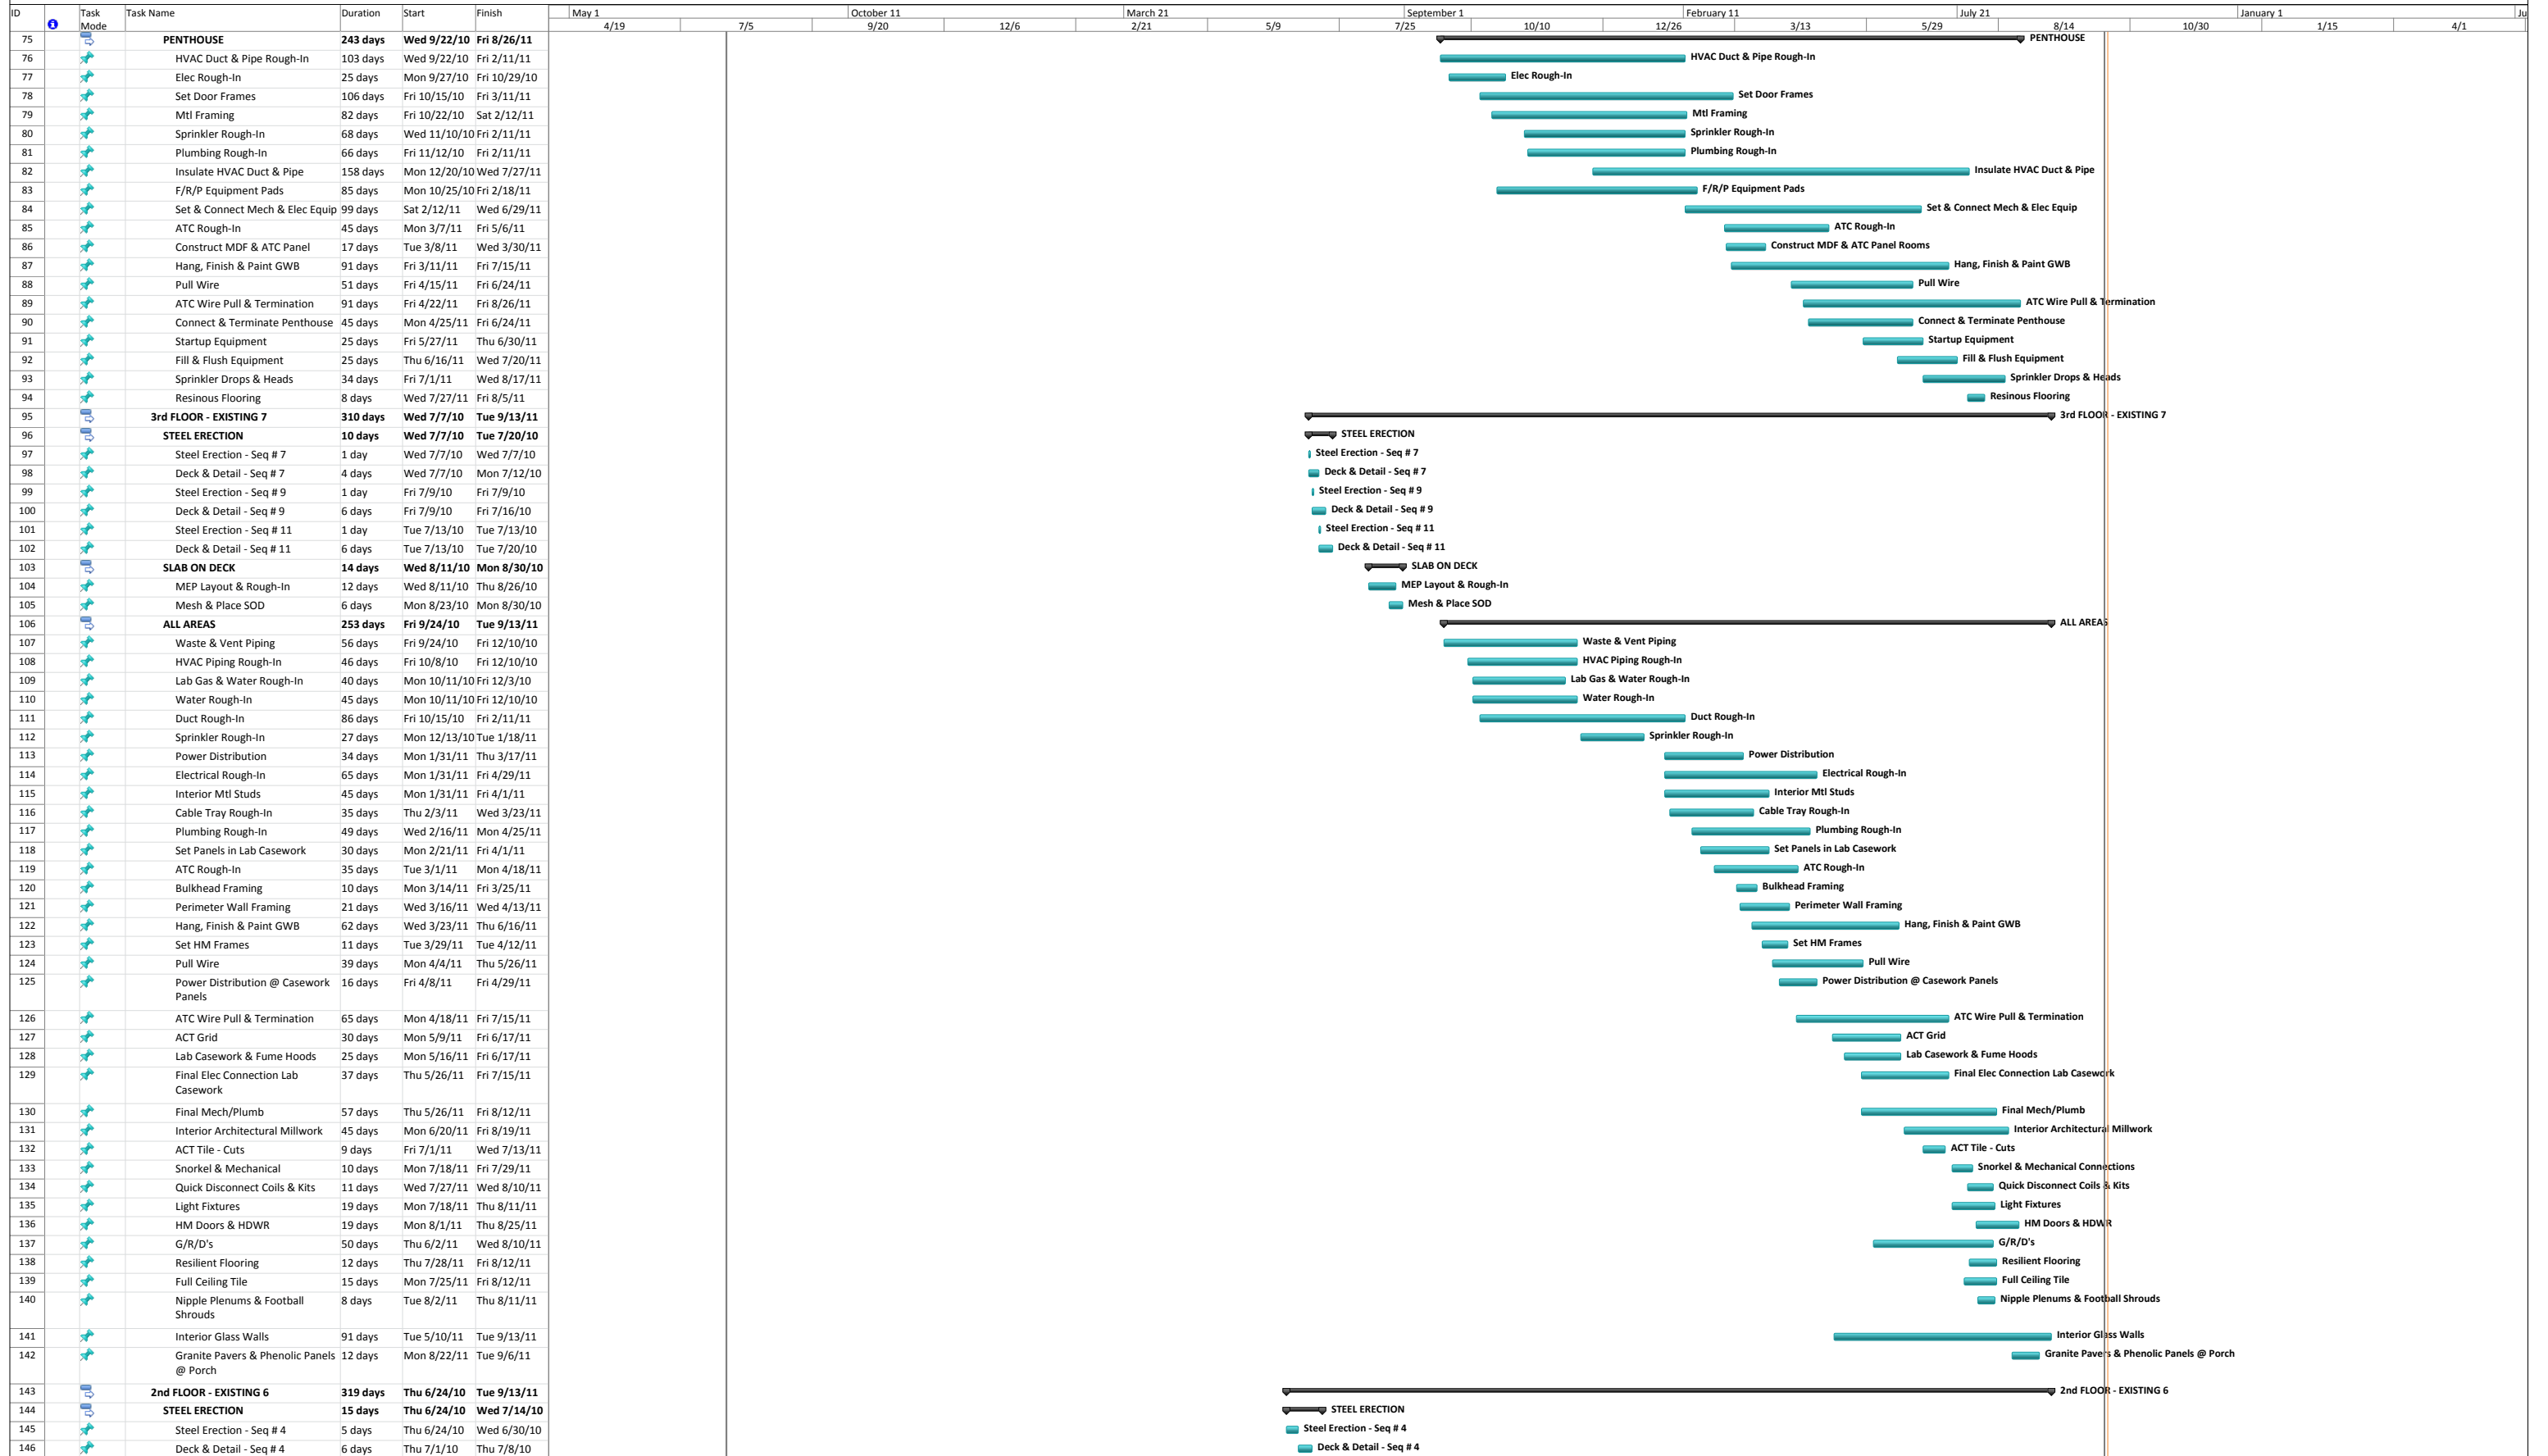 ID Task Mode Task Name Duration Start Finish May 1 October 11 March 21 September 1 February 11 July 21 January 1 Ju
4/19 7/5 9/20 12/6 2/21 5/9 7/25 10/10 12/26 3/13 5/29 8/14 10/30 1/15 4/1
75 PENTHOUSE 243 days Wed 9/22/10 Fri 8/26/11 PENTHOUSE
76 HVAC Duct & Pipe Rough-In 103 days Wed 9/22/10 Fri 2/11/11 HVAC Duct & Pipe Rough-In
77 Elec Rough-In 25 days Mon 9/27/10 Fri 10/29/10 Elec Rough-In
78 Set Door Frames 106 days Fri 10/15/10 Fri 3/11/11 Set Door Frames
79 Mtl Framing 82 days Fri 10/22/10 Sat 2/12/11 Mtl Framing
80 Sprinkler Rough-In 68 days Wed 11/10/10 Fri 2/11/11 Sprinkler Rough-In
81 Plumbing Rough-In 66 days Fri 11/12/10 Fri 2/11/11 Plumbing Rough-In
82 Insulate HVAC Duct & Pipe 158 days Mon 12/20/10 Wed 7/27/11 Insulate HVAC Duct & Pipe
83 F/R/P Equipment Pads 85 days Mon 10/25/10 Fri 2/18/11 F/R/P Equipment Pads
84 Set & Connect Mech & Elec Equip 99 days Sat 2/12/11 Wed 6/29/11 Set & Connect Mech & Elec Equip
85 ATC Rough-In 45 days Mon 3/7/11 Fri 5/6/11 ATC Rough-In
86 Construct MDF & ATC Panel 17 days Tue 3/8/11 Wed 3/30/11 Construct MDF & ATC Panel Rooms
87 Hang, Finish & Paint GWB 91 days Fri 3/11/11 Fri 7/15/11 Hang, Finish & Paint GWB
88 Pull Wire 51 days Fri 4/15/11 Fri 6/24/11 Pull Wire
89 ATC Wire Pull & Termination 91 days Fri 4/22/11 Fri 8/26/11 ATC Wire Pull & Termination
90 Connect & Terminate Penthouse 45 days Mon 4/25/11 Fri 6/24/11 Connect & Terminate Penthouse
91 Startup Equipment 25 days Fri 5/27/11 Thu 6/30/11 Startup Equipment
92 Fill & Flush Equipment 25 days Thu 6/16/11 Wed 7/20/11 Fill & Flush Equipment
93 Sprinkler Drops & Heads 34 days Fri 7/1/11 Wed 8/17/11 Sprinkler Drops & Heads
94 Resinous Flooring 8 days Wed 7/27/11 Fri 8/5/11 Resinous Flooring
95 3rd FLOOR - EXISTING 7 310 days Wed 7/7/10 Tue 9/13/11 3rd FLOOR - EXISTING 7
96 STEEL ERECTION 10 days Wed 7/7/10 Tue 7/20/10 STEEL ERECTION
97 Steel Erection - Seq # 7 1 day Wed 7/7/10 Wed 7/7/10 Steel Erection - Seq # 7
98 Deck & Detail - Seq # 7 4 days Wed 7/7/10 Mon 7/12/10 Deck & Detail - Seq # 7
99 Steel Erection - Seq # 9 1 day Fri 7/9/10 Fri 7/9/10 Steel Erection - Seq # 9
100 Deck & Detail - Seq # 9 6 days Fri 7/9/10 Fri 7/16/10 Deck & Detail - Seq # 9
101 Steel Erection - Seq # 11 1 day Tue 7/13/10 Tue 7/13/10 Steel Erection - Seq # 11
102 Deck & Detail - Seq # 11 6 days Tue 7/13/10 Tue 7/20/10 Deck & Detail - Seq # 11
103 SLAB ON DECK 14 days Wed 8/11/10 Mon 8/30/10 SLAB ON DECK
104 MEP Layout & Rough-In 12 days Wed 8/11/10 Thu 8/26/10 MEP Layout & Rough-In
105 Mesh & Place SOD 6 days Mon 8/23/10 Mon 8/30/10 Mesh & Place SOD
106 ALL AREAS 253 days Fri 9/24/10 Tue 9/13/11 ALL AREAS
107 Waste & Vent Piping 56 days Fri 9/24/10 Fri 12/10/10 Waste & Vent Piping
108 HVAC Piping Rough-In 46 days Fri 10/8/10 Fri 12/10/10 HVAC Piping Rough-In
109 Lab Gas & Water Rough-In 40 days Mon 10/11/10 Fri 12/3/10 Lab Gas & Water Rough-In
110 Water Rough-In 45 days Mon 10/11/10 Fri 12/10/10 Water Rough-In
111 Duct Rough-In 86 days Fri 10/15/10 Fri 2/11/11 Duct Rough-In
112 Sprinkler Rough-In 27 days Mon 12/13/10 Tue 1/18/11 Sprinkler Rough-In
113 Power Distribution 34 days Mon 1/31/11 Thu 3/17/11 Power Distribution
114 Electrical Rough-In 65 days Mon 1/31/11 Fri 4/29/11 Electrical Rough-In
115 Interior Mtl Studs 45 days Mon 1/31/11 Fri 4/1/11 Interior Mtl Studs
116 Cable Tray Rough-In 35 days Thu 2/3/11 Wed 3/23/11 Cable Tray Rough-In
117 Plumbing Rough-In 49 days Wed 2/16/11 Mon 4/25/11 Plumbing Rough-In
118 Set Panels in Lab Casework 30 days Mon 2/21/11 Fri 4/1/11 Set Panels in Lab Casework
119 ATC Rough-In 35 days Tue 3/1/11 Mon 4/18/11 ATC Rough-In
120 Bulkhead Framing 10 days Mon 3/14/11 Fri 3/25/11 Bulkhead Framing
121 Perimeter Wall Framing 21 days Wed 3/16/11 Wed 4/13/11 Perimeter Wall Framing
122 Hang, Finish & Paint GWB 62 days Wed 3/23/11 Thu 6/16/11 Hang, Finish & Paint GWB
123 Set HM Frames 11 days Tue 3/29/11 Tue 4/12/11 Set HM Frames
124 Pull Wire 39 days Mon 4/4/11 Thu 5/26/11 Pull Wire
125 Power Distribution @ Casework 16 days Fri 4/8/11 Fri 4/29/11 Power Distribution @ Casework Panels
Panels
126 ATC Wire Pull & Termination 65 days Mon 4/18/11 Fri 7/15/11 ATC Wire Pull & Termination
127 ACT Grid 30 days Mon 5/9/11 Fri 6/17/11 ACT Grid
128 Lab Casework & Fume Hoods 25 days Mon 5/16/11 Fri 6/17/11 Lab Casework & Fume Hoods
129 Final Elec Connection Lab 37 days Thu 5/26/11 Fri 7/15/11 Final Elec Connection Lab Casework
Casework
130 Final Mech/Plumb 57 days Thu 5/26/11 Fri 8/12/11 Final Mech/Plumb
131 Interior Architectural Millwork 45 days Mon 6/20/11 Fri 8/19/11 Interior Architectural Millwork
132 ACT Tile - Cuts 9 days Fri 7/1/11 Wed 7/13/11 ACT Tile - Cuts
133 Snorkel & Mechanical 10 days Mon 7/18/11 Fri 7/29/11 Snorkel & Mechanical Connections
134 Quick Disconnect Coils & Kits 11 days Wed 7/27/11 Wed 8/10/11 Quick Disconnect Coils & Kits
135 Light Fixtures 19 days Mon 7/18/11 Thu 8/11/11 Light Fixtures
136 HM Doors & HDWR 19 days Mon 8/1/11 Thu 8/25/11 HM Doors & HDWR
137 G/R/D's 50 days Thu 6/2/11 Wed 8/10/11 G/R/D's
138 Resilient Flooring 12 days Thu 7/28/11 Fri 8/12/11 Resilient Flooring
139 Full Ceiling Tile 15 days Mon 7/25/11 Fri 8/12/11 Full Ceiling Tile
140 Nipple Plenums & Football 8 days Tue 8/2/11 Thu 8/11/11 Nipple Plenums & Football Shrouds
Shrouds
141 Interior Glass Walls 91 days Tue 5/10/11 Tue 9/13/11 Interior Glass Walls
142 Granite Pavers & Phenolic Panels 12 days Mon 8/22/11 Tue 9/6/11 Granite Pavers & Phenolic Panels @ Porch
@ Porch
143 2nd FLOOR - EXISTING 6 319 days Thu 6/24/10 Tue 9/13/11 2nd FLOOR - EXISTING 6
144 STEEL ERECTION 15 days Thu 6/24/10 Wed 7/14/10 STEEL ERECTION
145 Steel Erection - Seq # 4 5 days Thu 6/24/10 Wed 6/30/10 Steel Erection - Seq # 4
146 Deck & Detail - Seq # 4 6 days Thu 7/1/10 Thu 7/8/10 Deck & Detail - Seq # 4